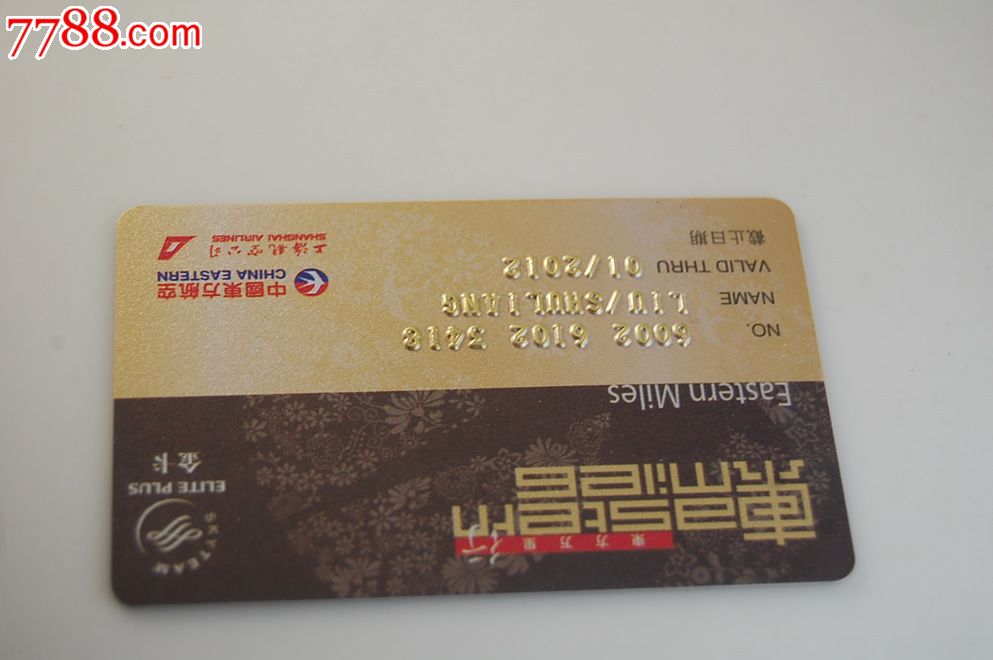 7788.com
行
東方万里
eastern miles
Eastern Miles
SKYTEAM
ELITE PLUS
金卡
NO. 6002 6102 3418
NAME LIU/SHULIANG
VALID THRU 01/2012
截止日期
中國東方航空
CHINA EASTERN
上海航空公司
SHANGHAI AIRLINES